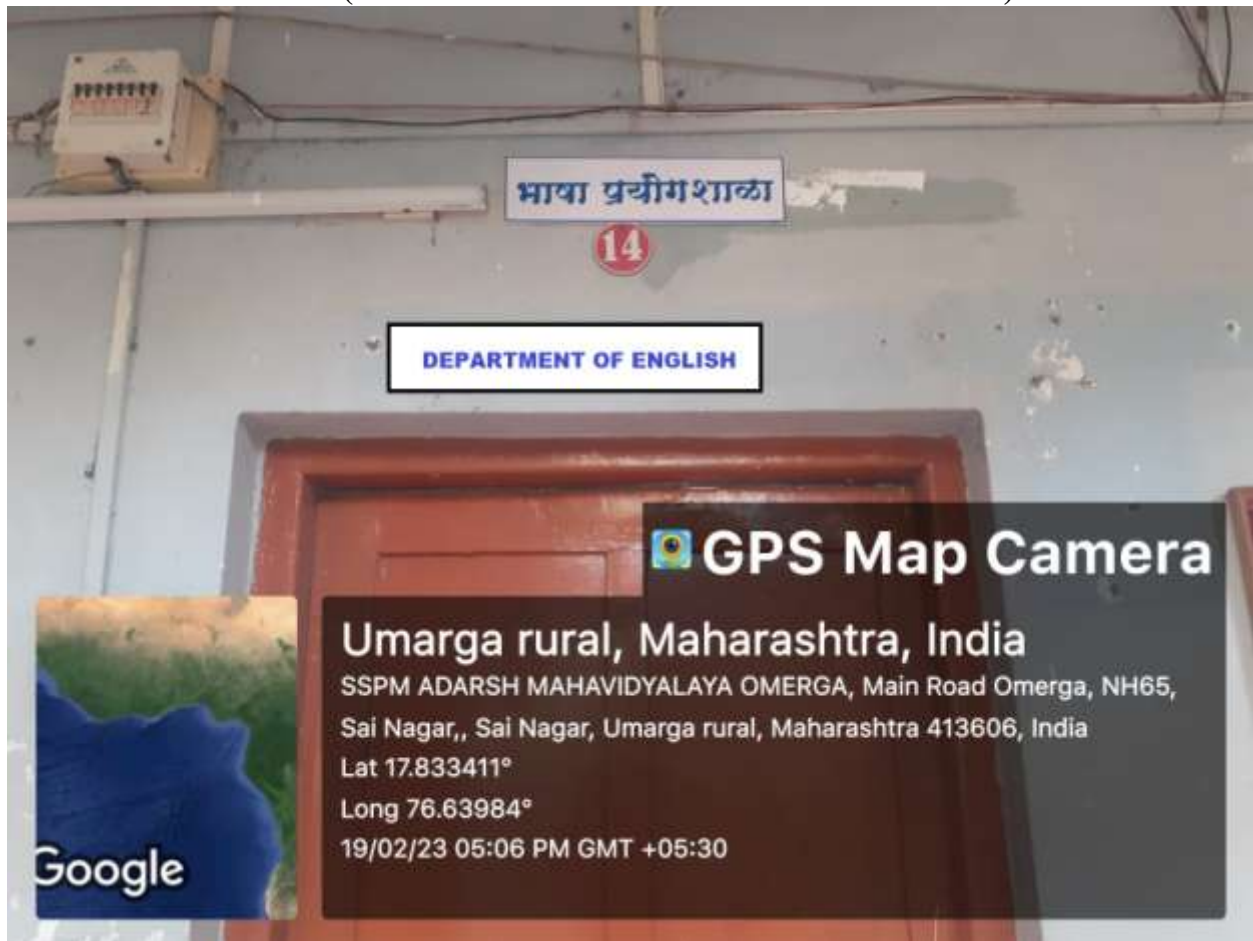 भाषा प्रयोगशाळा
14
DEPARTMENT OF ENGLISH
GPS Map Camera
Umarga rural, Maharashtra, India
SSPM ADARSH MAHAVIDYALAYA OMERGA, Main Road Omerga, NH65,
Sai Nagar,, Sai Nagar, Umarga rural, Maharashtra 413606, India
Lat 17.833411°
Long 76.63984°
19/02/23 05:06 PM GMT +05:30
Google